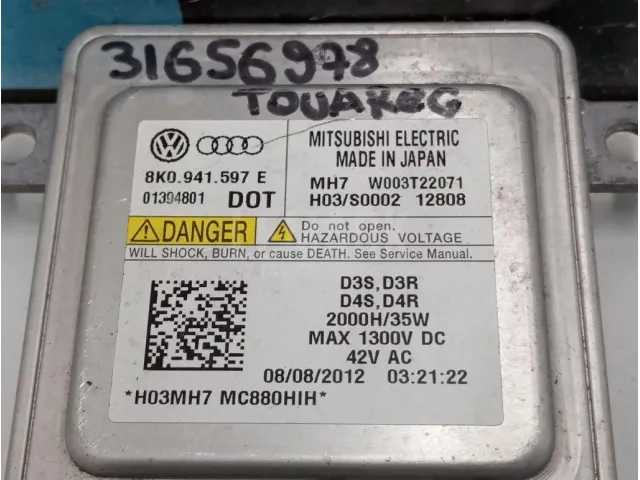 31656978
TOUAREG
8K0.941.597 E
01394801 DOT
MITSUBISHI ELECTRIC
MADE IN JAPAN
MH7 W003T22071
H03/S0002 12808
DANGER
Do not open.
HAZARDOUS VOLTAGE
WILL SHOCK, BURN, or cause DEATH. See Service Manual.
D3S,D3R
D4S,D4R
2000H/35W
MAX 1300V DC
42V AC
08/08/2012 03:21:22
*H03MH7 MC880HIH*